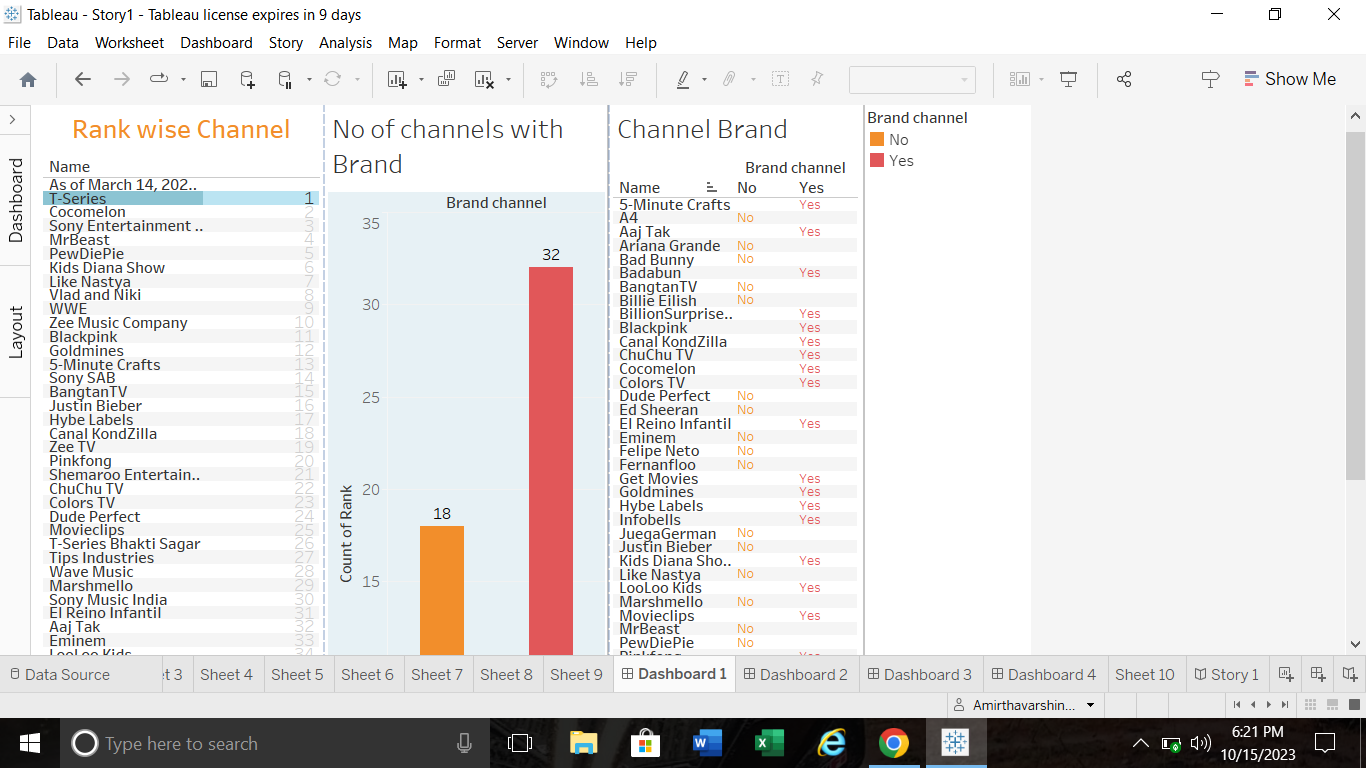 Tableau - Story1 - Tableau license expires in 9 days
File Data Worksheet Dashboard Story Analysis Map Format Server Window Help
Show Me
Dashboard
Layout
Rank wise Channel
Name
As of March 14, 202..
T-Series 1
Cocomelon 2
Sony Entertainment .. 3
MrBeast 4
PewDiePie 5
Kids Diana Show 6
Like Nastya 7
Vlad and Niki 8
WWE 9
Zee Music Company 10
Blackpink 11
Goldmines 12
5-Minute Crafts 13
Sony SAB 14
BangtanTV 15
Justin Bieber 16
Hybe Labels 17
Canal KondZilla 18
Zee TV 19
Pinkfong 20
Shemaroo Entertain.. 21
ChuChu TV 22
Colors TV 23
Dude Perfect 24
Movieclips 25
T-Series Bhakti Sagar 26
Tips Industries 27
Wave Music 28
Marshmello 29
Sony Music India 30
El Reino Infantil 31
Aaj Tak 32
Eminem 33
LooLoo Kids 34
No of channels with
Brand
Brand channel
35
32
30
25
20
18
15
Count of Rank
Channel Brand
Brand channel
Name No Yes
5-Minute Crafts Yes
A4 No
Aaj Tak Yes
Ariana Grande No
Bad Bunny No
Badabun Yes
BangtanTV No
Billie Eilish No
BillionSurprise.. Yes
Blackpink Yes
Canal KondZilla Yes
ChuChu TV Yes
Cocomelon Yes
Colors TV Yes
Dude Perfect No
Ed Sheeran No
El Reino Infantil Yes
Eminem No
Felipe Neto No
Fernanfloo No
Get Movies Yes
Goldmines Yes
Hybe Labels Yes
Infobells Yes
JuegaGerman No
Justin Bieber No
Kids Diana Sho.. Yes
Like Nastya No
LooLoo Kids Yes
Marshmello No
Movieclips Yes
MrBeast No
PewDiePie No
Pinkfong Yes
Brand channel
No
Yes
Data Source t 3 Sheet 4 Sheet 5 Sheet 6 Sheet 7 Sheet 8 Sheet 9 Dashboard 1 Dashboard 2 Dashboard 3 Dashboard 4 Sheet 10 Story 1
Amirthavarshin...
Type here to search
6:21 PM
10/15/2023